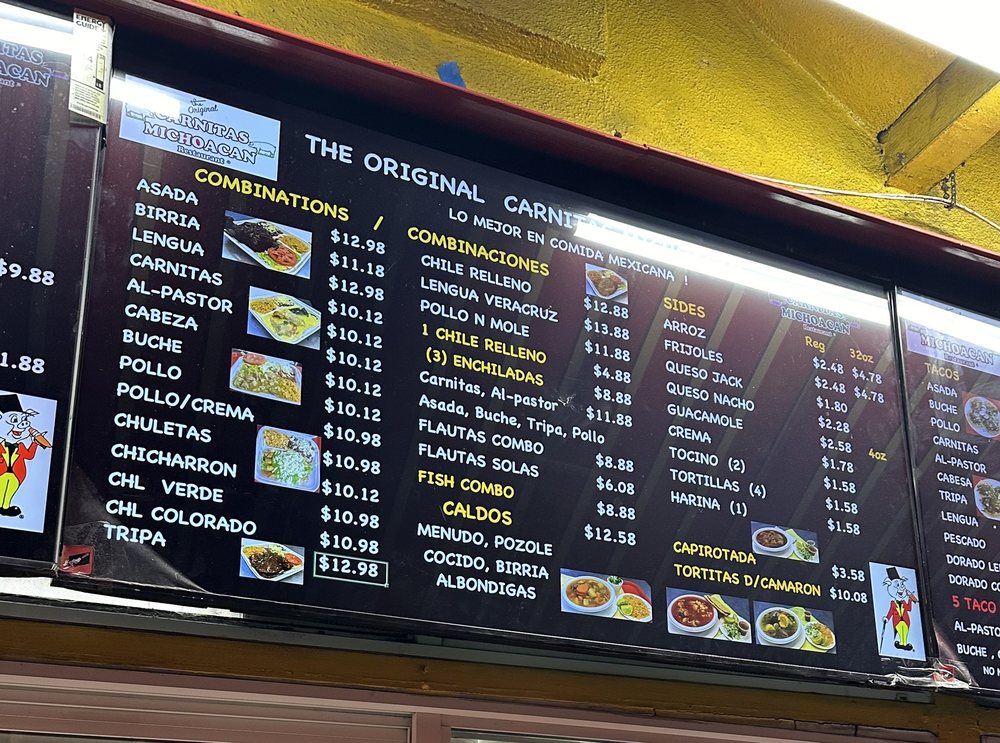 $9.88
1.88
ENERGY
GUIDE
The Original
CARNITAS
MICHOACAN
Restaurant
THE ORIGINAL CARNIT
LO MEJOR EN COMIDA MEXICANA !
COMBINATIONS / COMBINACIONES
ASADA $12.98
BIRRIA $11.18
LENGUA $12.98
CARNITAS $10.12
AL-PASTOR $10.12
CABEZA $10.12
BUCHE $10.12
POLLO $10.12
POLLO/CREMA $10.98
CHULETAS $10.98
CHICHARRON $10.12
CHL VERDE $10.98
CHL COLORADO $10.98
TRIPA $12.98
CHILE RELLENO $12.88
LENGUA VERACRUZ $13.88
POLLO N MOLE $11.88
1 CHILE RELLENO $4.88
(3) ENCHILADAS $8.88
Carnitas, Al-pastor $11.88
Asada, Buche, Tripa, Pollo
FLAUTAS COMBO $8.88
FLAUTAS SOLAS $6.08
FISH COMBO $8.88
CALDOS $12.58
MENUDO, POZOLE
COCIDO, BIRRIA
ALBONDIGAS
CARNITAS
MICHOACAN
SIDES Reg 32oz
ARROZ $2.48 $4.78
FRIJOLES $2.48 $4.78
QUESO JACK $1.80
QUESO NACHO $2.28
GUACAMOLE $2.58 4oz
CREMA $1.78
TOCINO (2) $1.58
TORTILLAS (4) $1.58
HARINA (1) $1.58
CAPIROTADA $3.58
TORTITAS D/CAMARON $10.08
MICHOACAN
Restaurant
TACOS
ASADA
BUCHE
POLLO
CARNITAS
AL-PASTOR
CABESA
TRIPA
LENGUA
PESCADO
DORADO
DORADO
5 TACO
AL-PASTO
BUCHE ,